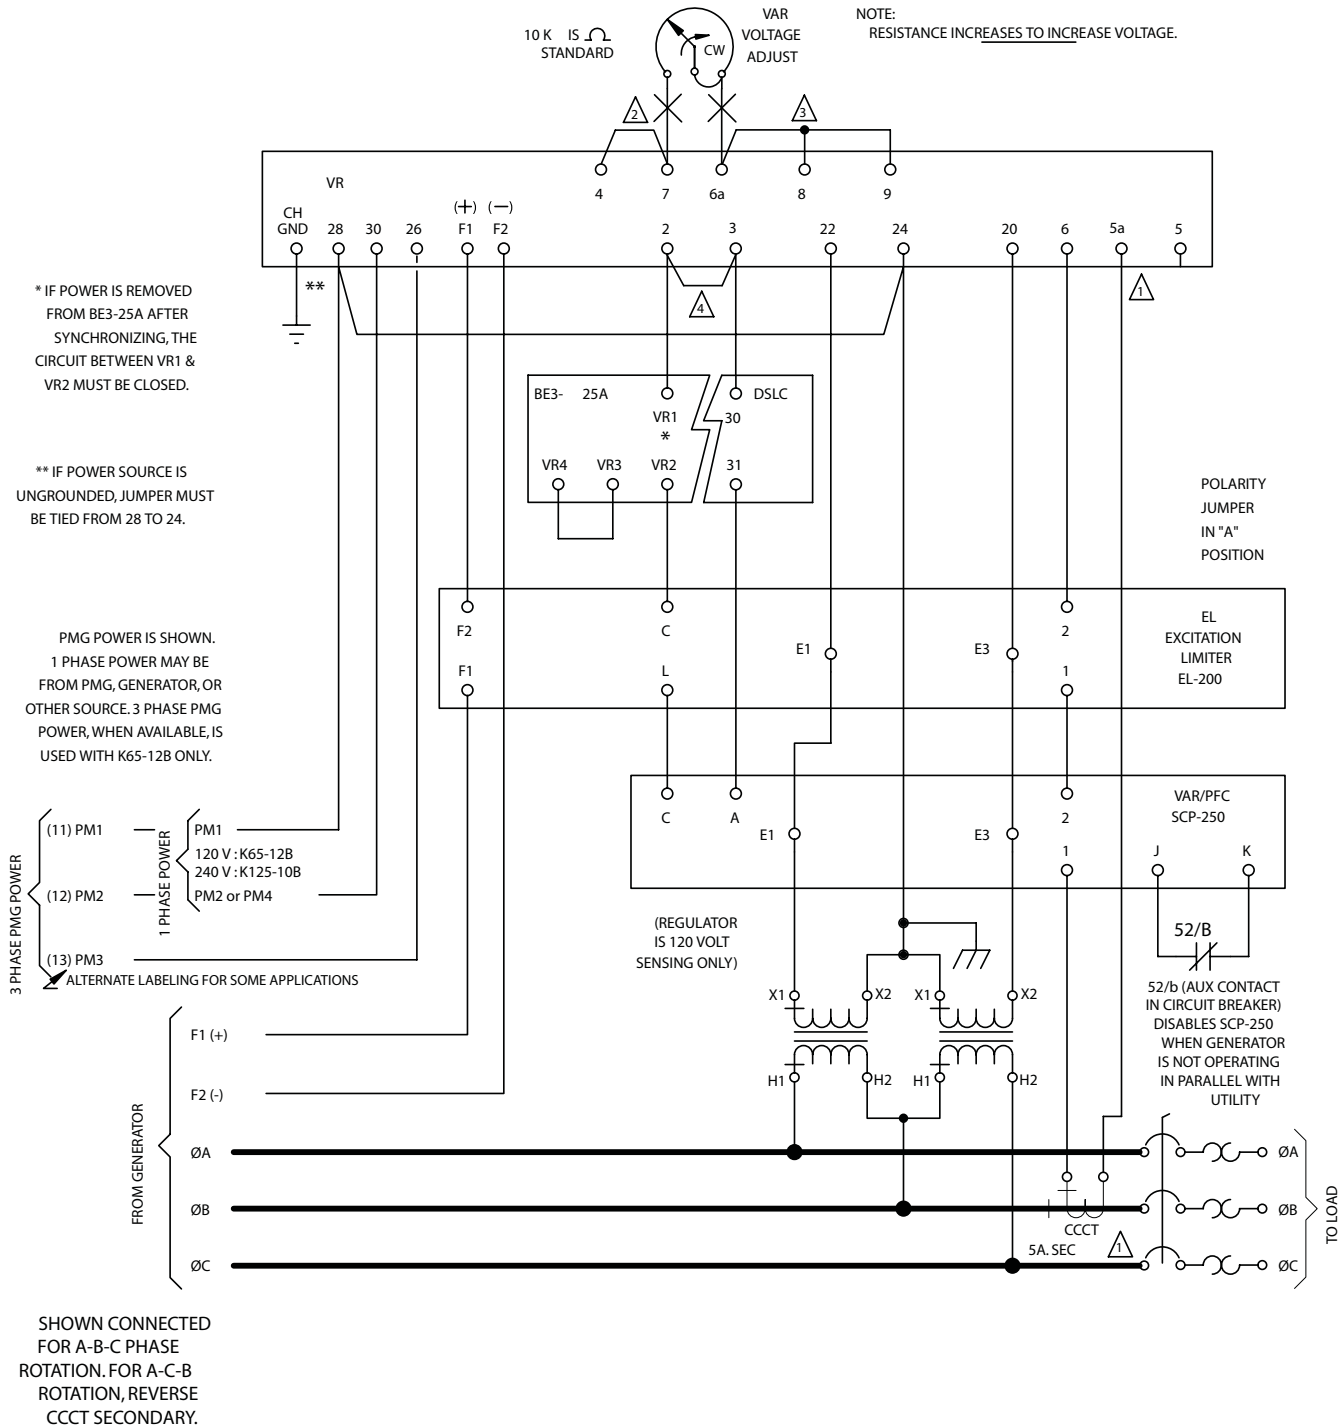 10 K IS Ω
STANDARD
VAR
VOLTAGE
ADJUST
CW
NOTE:
RESISTANCE INCREASES TO INCREASE VOLTAGE.
2
3
VR
4
7
6a
8
9
CH
GND
28
30
26
(+)
F1
(—)
F2
2
3
22
24
20
6
5a
5
**
4
1
* IF POWER IS REMOVED
FROM BE3-25A AFTER
SYNCHRONIZING, THE
CIRCUIT BETWEEN VR1 &
VR2 MUST BE CLOSED.
BE3- 25A
VR1
*
DSLC
30
VR4
VR3
VR2
31
** IF POWER SOURCE IS
UNGROUNDED, JUMPER MUST
BE TIED FROM 28 TO 24.
POLARITY
JUMPER
IN "A"
POSITION
F2
C
E1
E3
2
F1
L
1
EL
EXCITATION
LIMITER
EL-200
PMG POWER IS SHOWN.
1 PHASE POWER MAY BE
FROM PMG, GENERATOR, OR
OTHER SOURCE. 3 PHASE PMG
POWER, WHEN AVAILABLE, IS
USED WITH K65-12B ONLY.
C
A
E1
E3
2
1
VAR/PFC
SCP-250
J
K
3 PHASE PMG POWER
(11) PM1
(12) PM2
(13) PM3
1 PHASE POWER
PM1
120 V : K65-12B
240 V : K125-10B
PM2 or PM4
ALTERNATE LABELING FOR SOME APPLICATIONS
(REGULATOR
IS 120 VOLT
SENSING ONLY)
52/B
52/b (AUX CONTACT
IN CIRCUIT BREAKER)
DISABLES SCP-250
WHEN GENERATOR
IS NOT OPERATING
IN PARALLEL WITH
UTILITY
X1
X2
X1
X2
H1
H2
H1
H2
FROM GENERATOR
F1 (+)
F2 (-)
ØA
ØB
ØC
CCCT
5A. SEC
1
ØA
ØB
ØC
TO LOAD
SHOWN CONNECTED
FOR A-B-C PHASE
ROTATION. FOR A-C-B
ROTATION, REVERSE
CCCT SECONDARY.